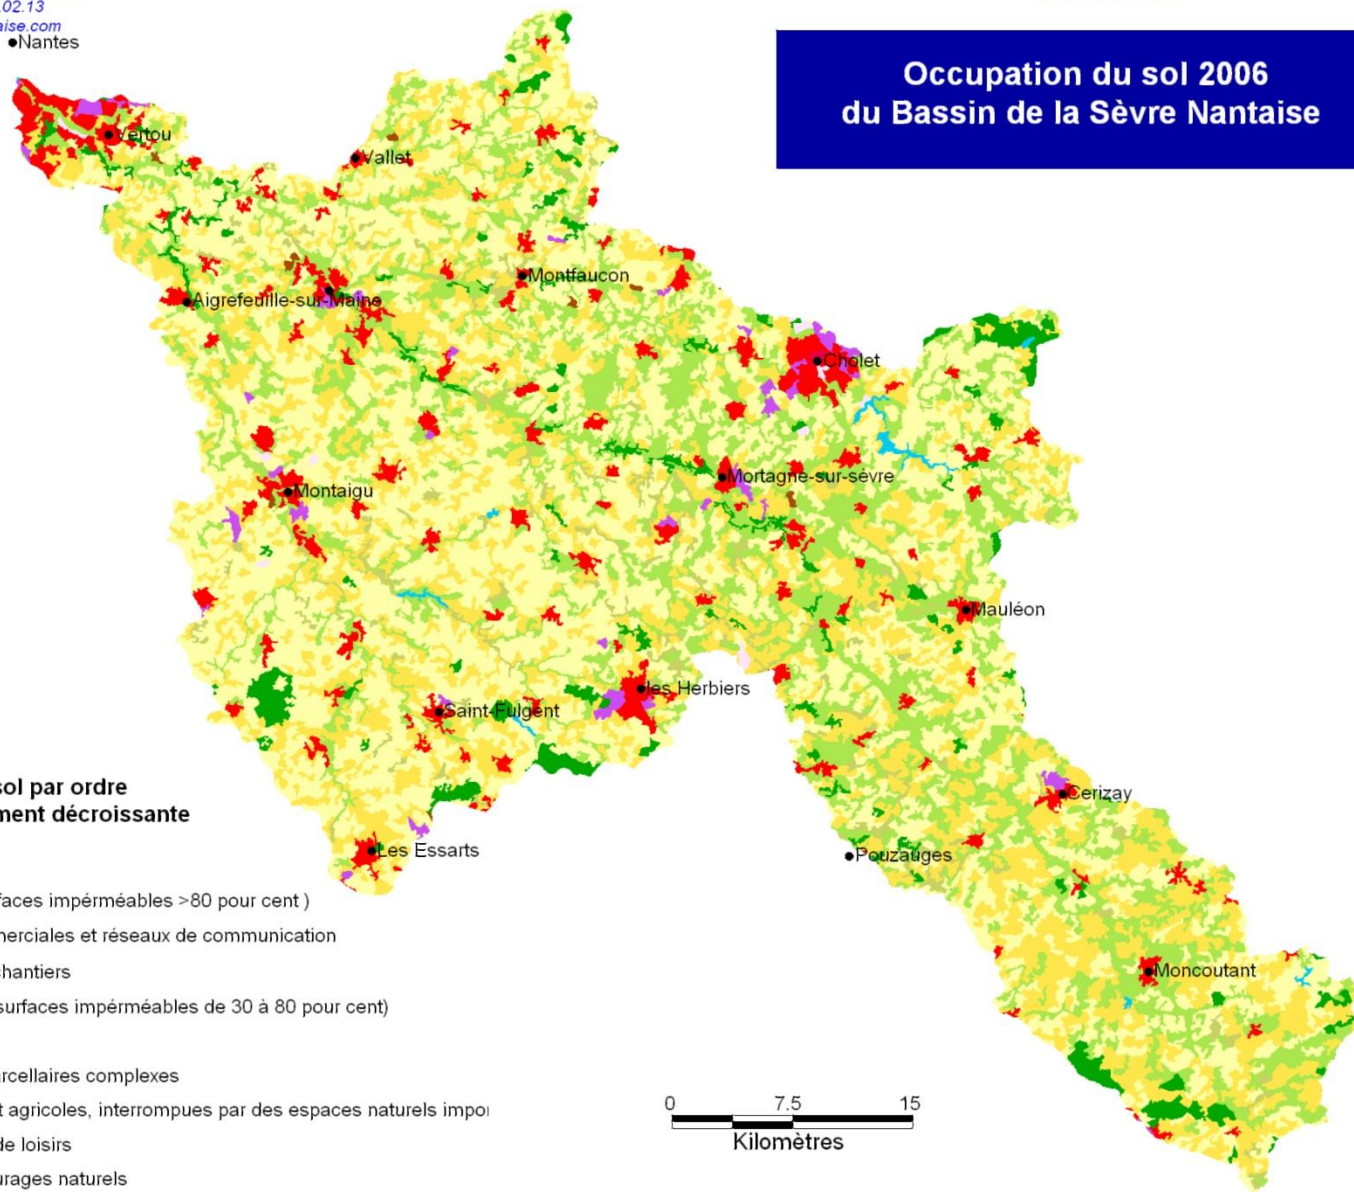 .02.13
aise.com
Nantes
Occupation du sol 2006
du Bassin de la Sèvre Nantaise
Vertou
Vallet
Montfaucon
Aigrefeuille-sur-Maine
Cholet
Mortagne-sur-sèvre
Montaigu
Mauléon
les Herbiers
Saint-Fulgent
sol par ordre
ment décroissante
Cerizay
Les Essarts
Pouzauges
faces impérméables >80 pour cent )
nerciales et réseaux de communication
chantiers
Moncoutant
surfaces impérméables de 30 à 80 pour cent)
arcellaires complexes
t agricoles, interrompues par des espaces naturels impor
0 7.5 15
Kilomètres
de loisirs
urages naturels